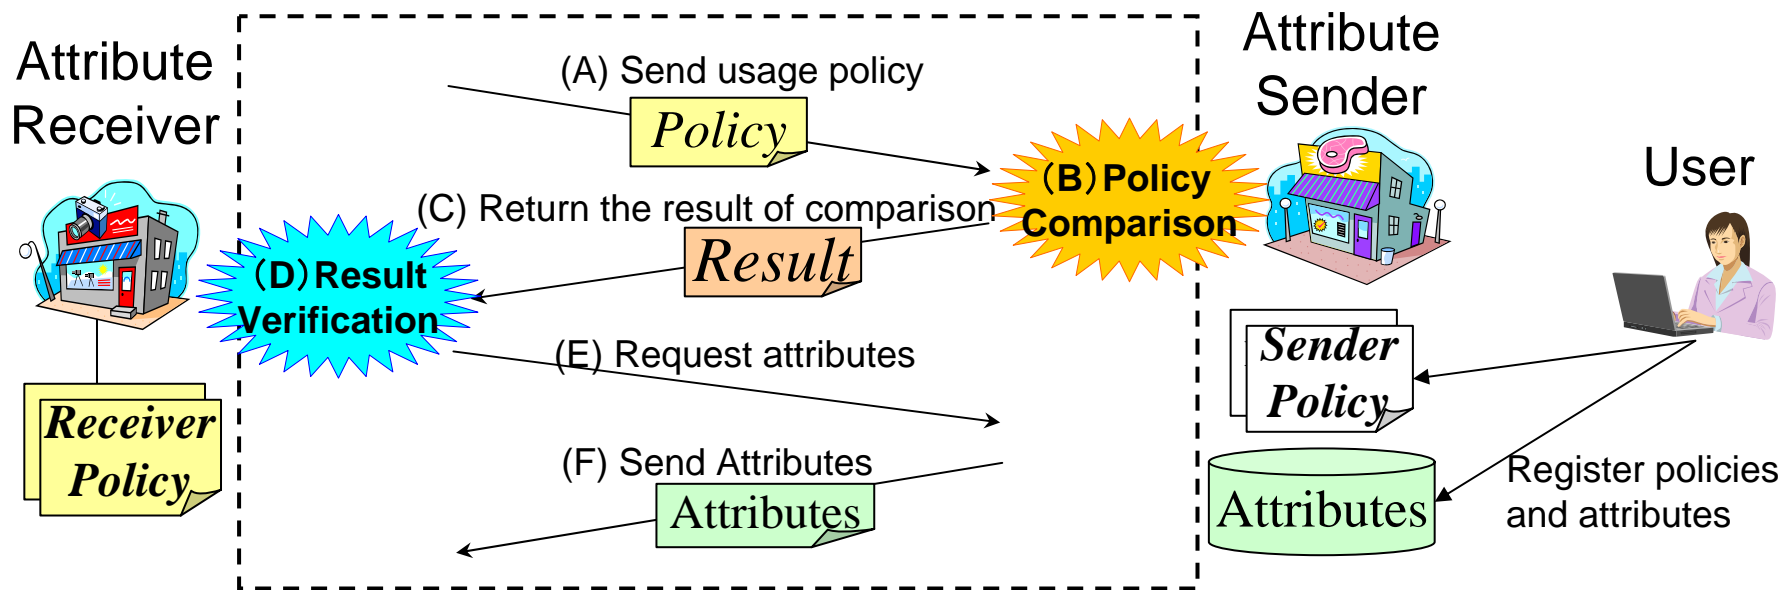 Attribute
Receiver
(A) Send usage policy
Policy
Attribute
Sender
(B)Policy
Comparison
User
(C) Return the result of comparison
Result
(D)Result
Verification
(E) Request attributes
Sender
Policy
Receiver
Policy
(F) Send Attributes
Attributes
Attributes
Register policies
and attributes